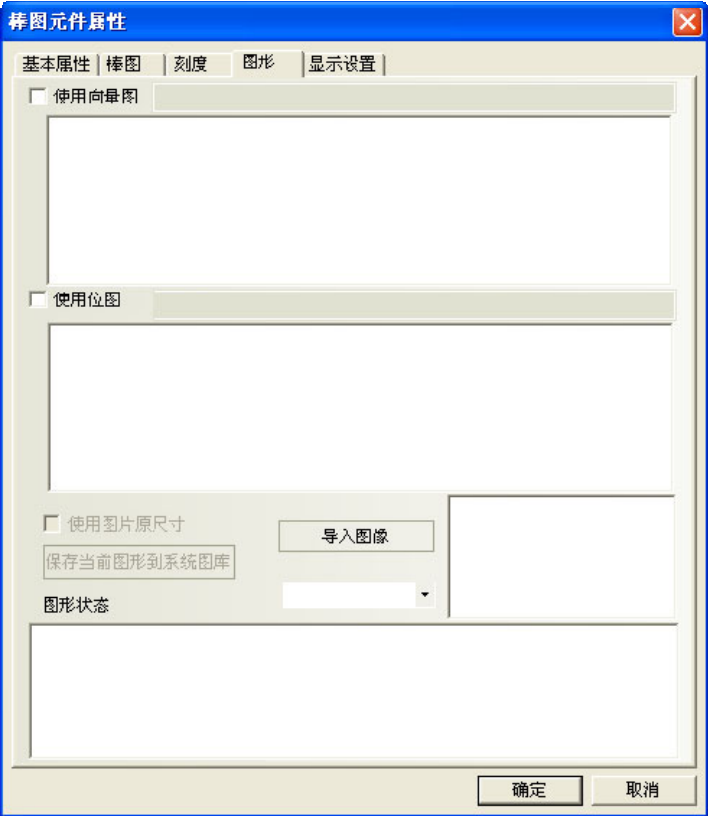 棒图元件属性
基本属性 棒图 刻度 图形 显示设置
使用向量图
使用位图
使用图片原尺寸
导入图像
保存当前图形到系统图库
图形状态
确定 取消